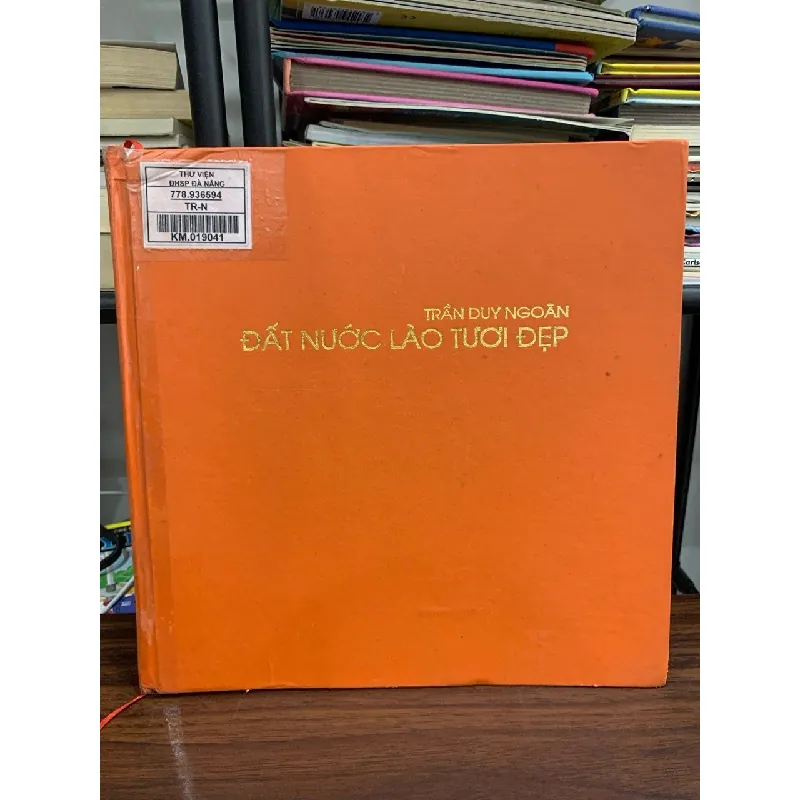 THƯ VIỆN
ĐHSP ĐÀ NẴNG
778.936594
TR-N
KM.019041
TRẦN DUY NGOÃN
ĐẤT NƯỚC LÀO TƯƠI ĐẸP